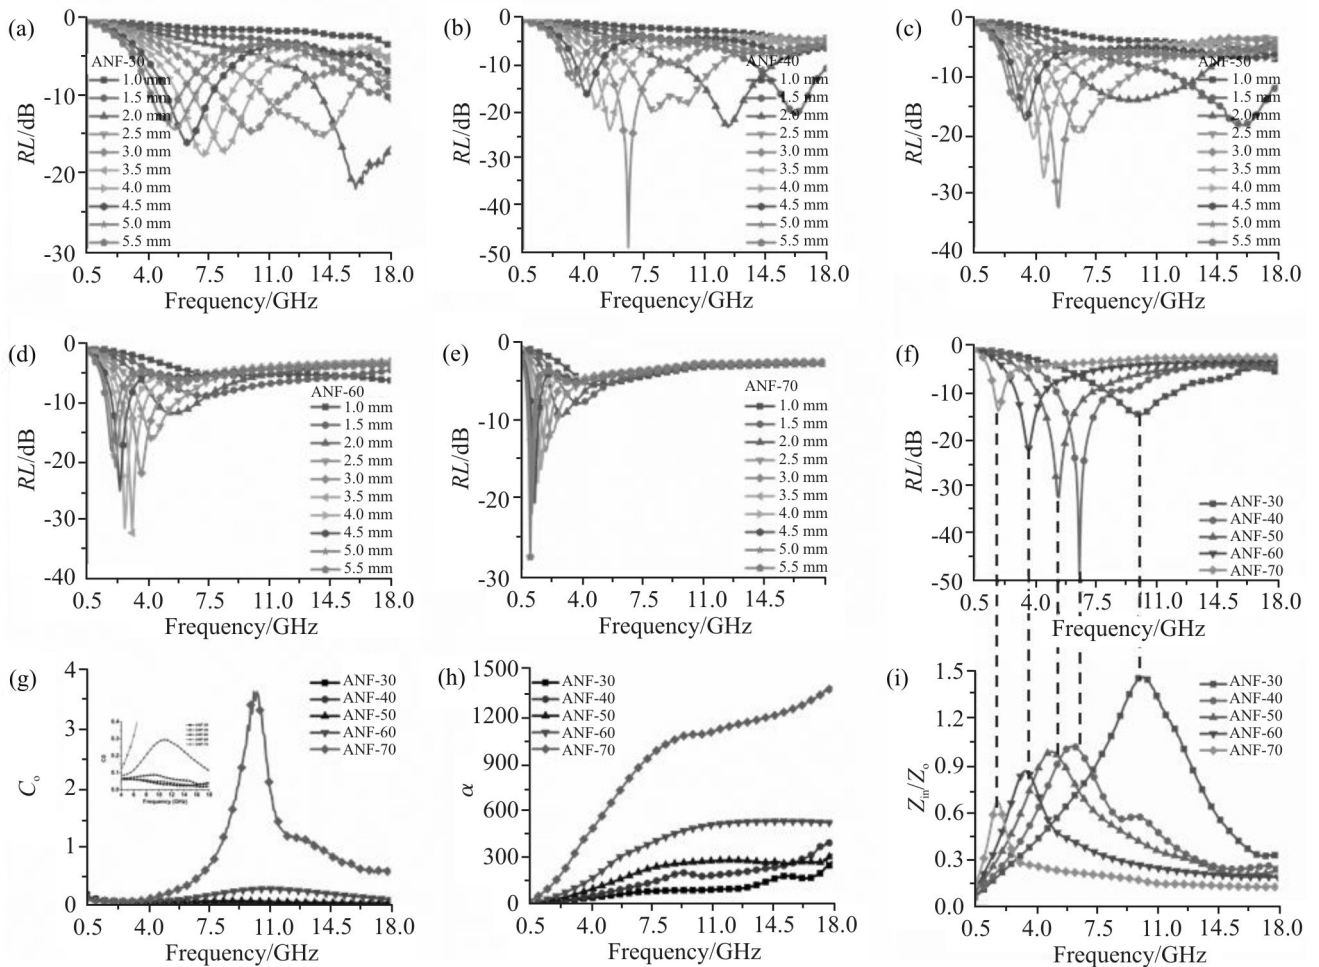 (a)
0
-10
-20
-30
RL/dB
ANF-30
1.0 mm
1.5 mm
2.0 mm
2.5 mm
3.0 mm
3.5 mm
4.0 mm
4.5 mm
5.0 mm
5.5 mm
0.5 4.0 7.5 11.0 14.5 18.0
Frequency/GHz
(b)
0
-10
-20
-30
-40
-50
RL/dB
ANF-40
1.0 mm
1.5 mm
2.0 mm
2.5 mm
3.0 mm
3.5 mm
4.0 mm
4.5 mm
5.0 mm
5.5 mm
0.5 4.0 7.5 11.0 14.5 18.0
Frequency/GHz
(c)
0
-10
-20
-30
-40
RL/dB
ANF-50
1.0 mm
1.5 mm
2.0 mm
2.5 mm
3.0 mm
3.5 mm
4.0 mm
4.5 mm
5.0 mm
5.5 mm
0.5 4.0 7.5 11.0 14.5 18.0
Frequency/GHz
(d)
0
-10
-20
-30
-40
RL/dB
ANF-60
1.0 mm
1.5 mm
2.0 mm
2.5 mm
3.0 mm
3.5 mm
4.0 mm
4.5 mm
5.0 mm
5.5 mm
0.5 4.0 7.5 11.0 14.5 18.0
Frequency/GHz
(e)
0
-10
-20
-30
RL/dB
ANF-70
1.0 mm
1.5 mm
2.0 mm
2.5 mm
3.0 mm
3.5 mm
4.0 mm
4.5 mm
5.0 mm
5.5 mm
0.5 4.0 7.5 11.0 14.5
Frequency/GHz
(f)
0
-10
-20
-30
-40
-50
RL/dB
ANF-30
ANF-40
ANF-50
ANF-60
ANF-70
0.5 4.0 7.5 11.0 14.5 18.0
Frequency/GHz
(g)
4
3
2
1
0
Co
ANF-30
ANF-40
ANF-50
ANF-60
ANF-70
Frequency (GHz)
0.5 4.0 7.5 11.0 14.5 18.0
Frequency/GHz
(h)
1500
1200
900
600
300
0
α
ANF-30
ANF-40
ANF-50
ANF-60
ANF-70
0.5 4.0 7.5 11.0 14.5 18.0
Frequency/GHz
(i)
1.5
1.2
0.9
0.6
0.3
0.0
Zin/Zo
ANF-30
ANF-40
ANF-50
ANF-60
ANF-70
0.5 4.0 7.5 11.0 14.5 18.0
Frequency/GHz